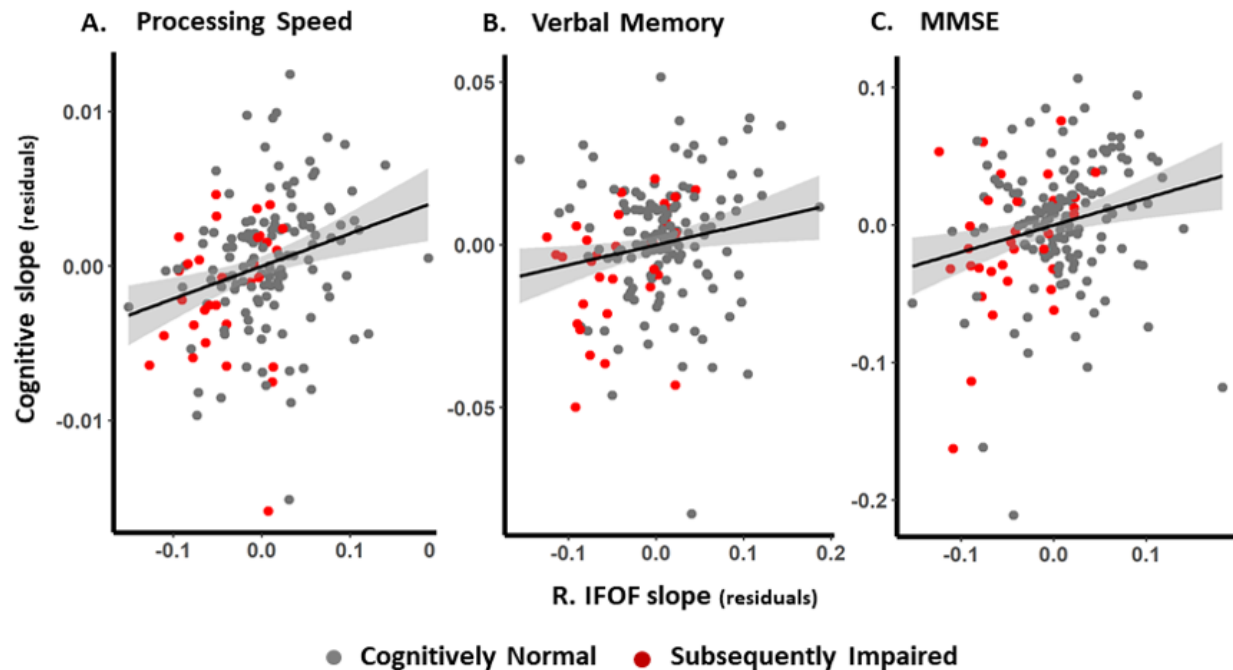 A. Processing Speed
B. Verbal Memory
C. MMSE
Cognitive slope (residuals)
0.01
0.00
-0.01
-0.1 0.0 0.1 0
0.05
0.00
-0.05
-0.1 0.0 0.1 0.2
0.1
0.0
-0.1
-0.2
-0.1 0.0 0.1
R. IFOF slope (residuals)
Cognitively Normal Subsequently Impaired